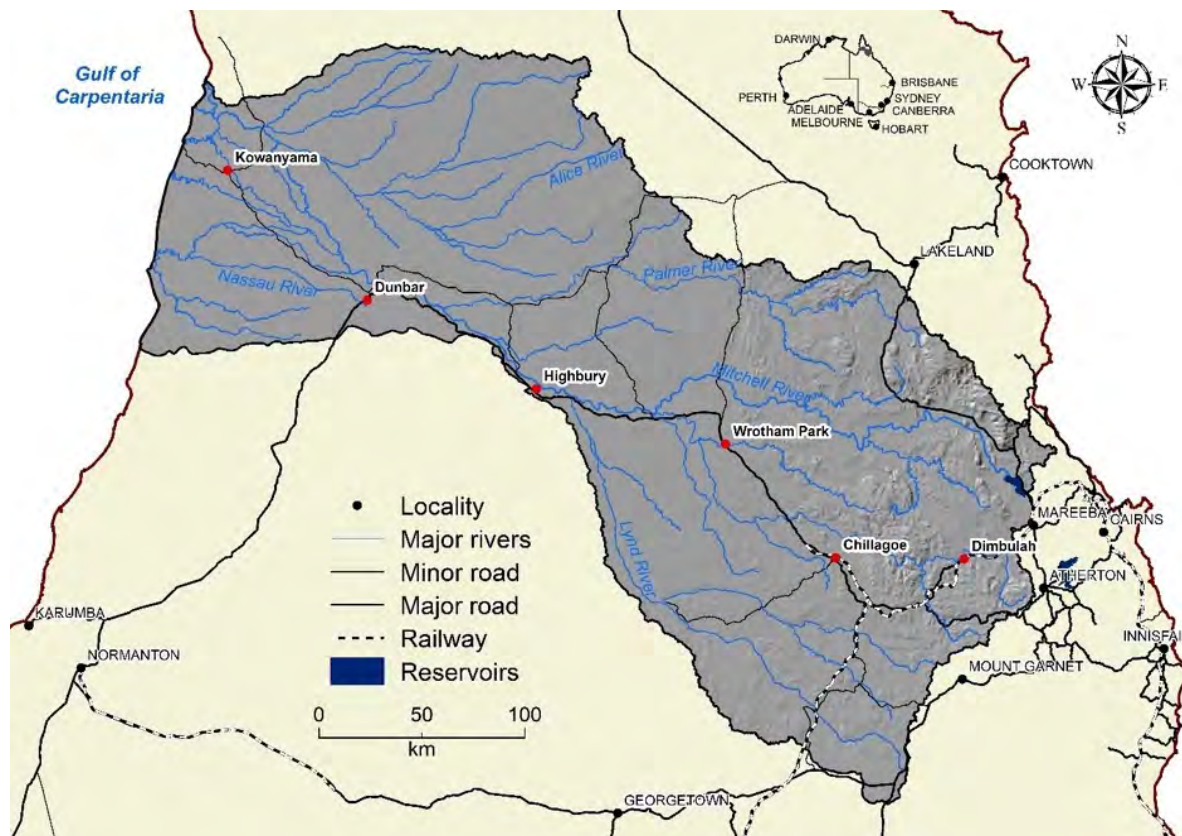 Gulf of
Carpentaria
DARWIN
BRISBANE
PERTH
SYDNEY
ADELAIDE
CANBERRA
MELBOURNE
HOBART
N
W
E
S
Kowanyama
Alice River
COOKTOWN
LAKELAND
Palmer River
Nassau River
Dunbar
Highbury
Mitchell River
Wrotham Park
Lynd River
MAREEBA
CAIRNS
Chillagoe
Dimbulah
ATHERTON
KARUMBA
NORMANTON
INNISFAI
MOUNT GARNET
GEORGETOWN
Locality
Major rivers
Minor road
Major road
Railway
Reservoirs
0 50 100
km